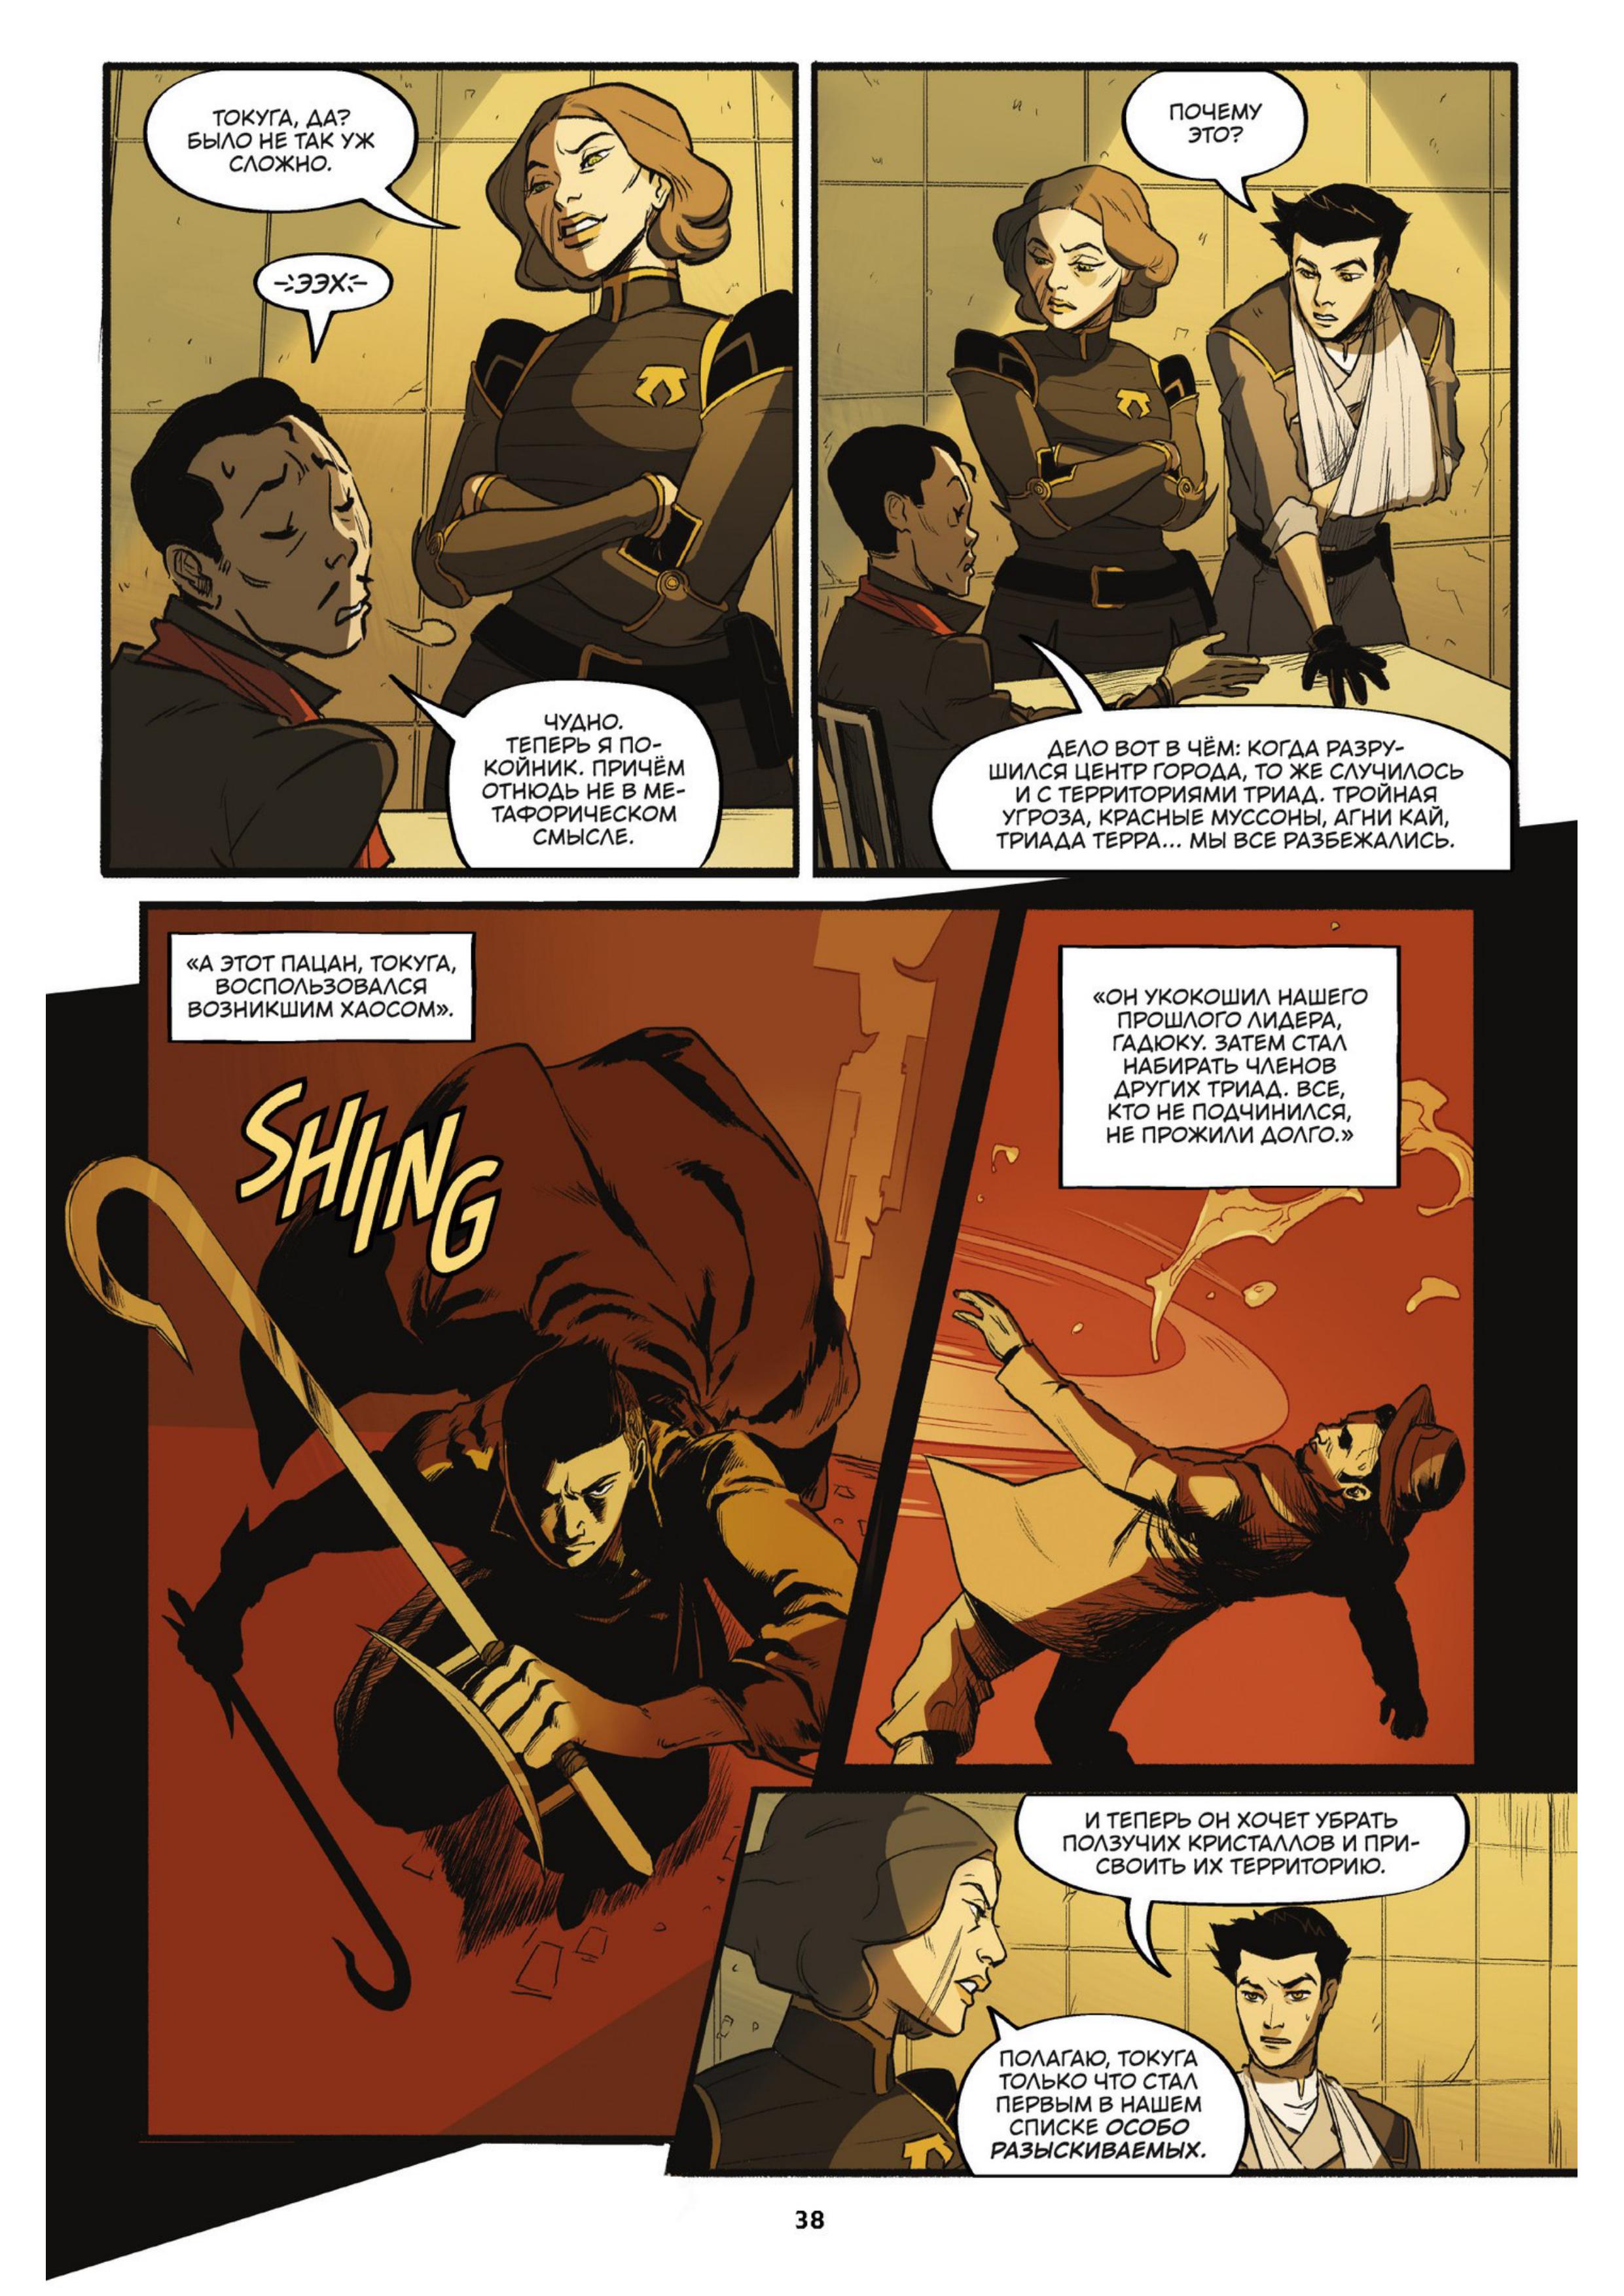 ТОКУГА, ДА?
БЫЛО НЕ ТАК УЖ
СЛОЖНО.
ЭЭХ
ЧУДНО.
ТЕПЕРЬ Я ПО-
КОЙНИК. ПРИЧЁМ
ОТНЮДЬ НЕ В МЕ-
ТАФОРИЧЕСКОМ
СМЫСЛЕ.
ПОЧЕМУ
ЭТО?
ДЕЛО ВОТ В ЧЁМ: КОГДА РАЗРУ-
ШИЛСЯ ЦЕНТР ГОРОДА, ТО ЖЕ СЛУЧИЛОСЬ
И С ТЕРРИТОРИЯМИ ТРИАД. ТРОЙНАЯ
УГРОЗА, КРАСНЫЕ МУССОНЫ, АГНИ КАЙ,
ТРИАДА ТЕРРА... МЫ ВСЕ РАЗБЕЖАЛИСЬ.
«А ЭТОТ ПАЦАН, ТОКУГА,
ВОСПОЛЬЗОВАЛСЯ
ВОЗНИКШИМ ХАОСОМ».
SHIING
«ОН УКОКОШИЛ НАШЕГО
ПРОШЛОГО ЛИДЕРА,
ГАДЮКУ. ЗАТЕМ СТАЛ
НАБИРАТЬ ЧЛЕНОВ
ДРУГИХ ТРИАД. ВСЕ,
КТО НЕ ПОДЧИНИЛСЯ,
НЕ ПРОЖИЛИ ДОЛГО.»
И ТЕПЕРЬ ОН ХОЧЕТ УБРАТЬ
ПОЛЗУЧИХ КРИСТАЛЛОВ И ПРИ-
СВОИТЬ ИХ ТЕРРИТОРИЮ.
ПОЛАГАЮ, ТОКУГА
ТОЛЬКО ЧТО СТАЛ
ПЕРВЫМ В НАШЕМ
СПИСКЕ ОСОБО
РАЗЫСКИВАЕМЫХ.
38